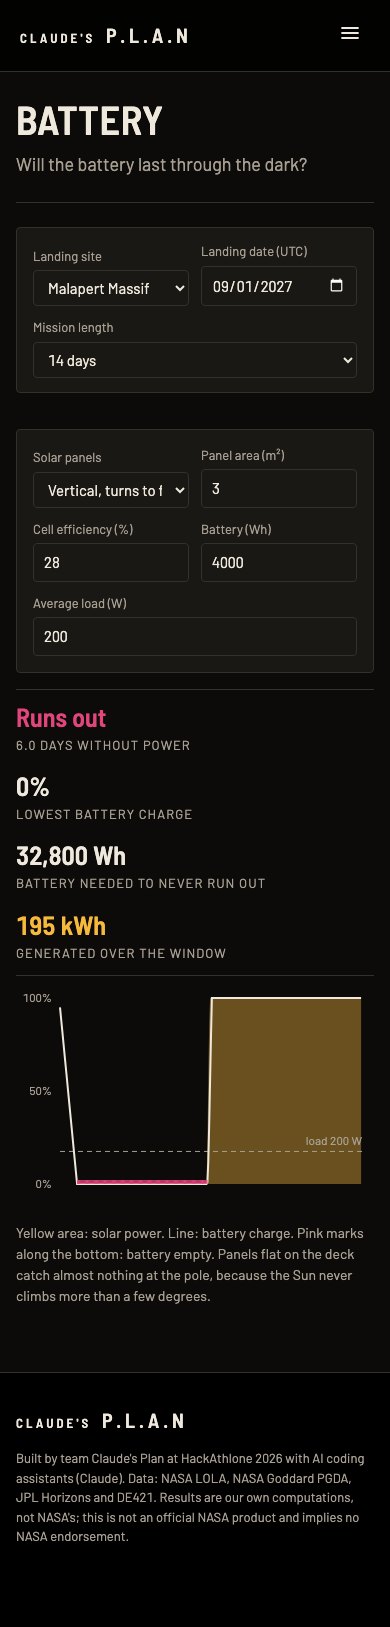 CLAUDE'S P.L.A.N
BATTERY
Will the battery last through the dark?
Landing site
Landing date (UTC)
Malapert Massif
09/01/2027
Mission length
14 days
Solar panels
Panel area (m²)
Vertical, turns to f
3
Cell efficiency (%)
Battery (Wh)
28
4000
Average load (W)
200
Runs out
6.0 DAYS WITHOUT POWER
0%
LOWEST BATTERY CHARGE
32,800 Wh
BATTERY NEEDED TO NEVER RUN OUT
195 kWh
GENERATED OVER THE WINDOW
100%
50%
load 200 W
0%
Yellow area: solar power. Line: battery charge. Pink marks
along the bottom: battery empty. Panels flat on the deck
catch almost nothing at the pole, because the Sun never
climbs more than a few degrees.
CLAUDE'S P.L.A.N
Built by team Claude's Plan at HackAthlone 2026 with AI coding
assistants (Claude). Data: NASA LOLA, NASA Goddard PGDA,
JPL Horizons and DE421. Results are our own computations,
not NASA's; this is not an official NASA product and implies no
NASA endorsement.